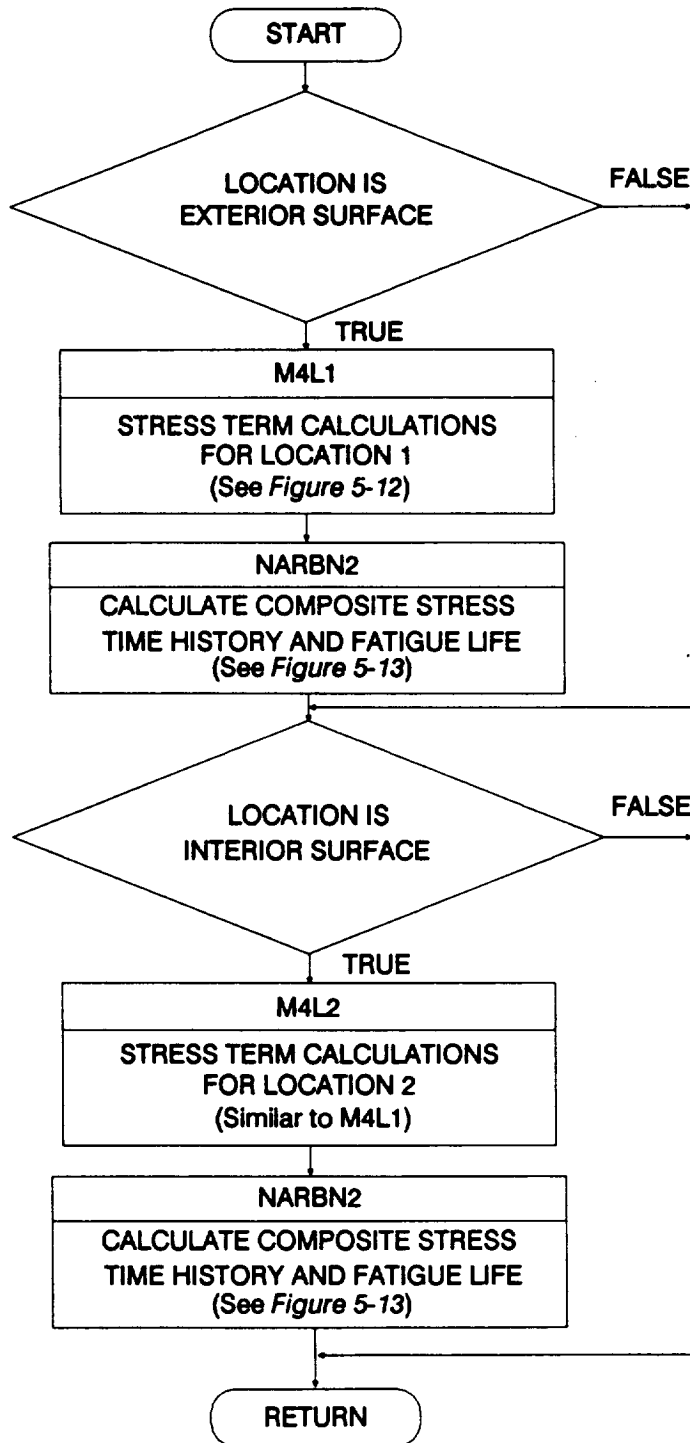 START
LOCATION IS
EXTERIOR SURFACE
FALSE
TRUE
M4L1
STRESS TERM CALCULATIONS
FOR LOCATION 1
(See Figure 5-12)
NARBN2
CALCULATE COMPOSITE STRESS
TIME HISTORY AND FATIGUE LIFE
(See Figure 5-13)
LOCATION IS
INTERIOR SURFACE
FALSE
TRUE
M4L2
STRESS TERM CALCULATIONS
FOR LOCATION 2
(Similar to M4L1)
NARBN2
CALCULATE COMPOSITE STRESS
TIME HISTORY AND FATIGUE LIFE
(See Figure 5-13)
RETURN